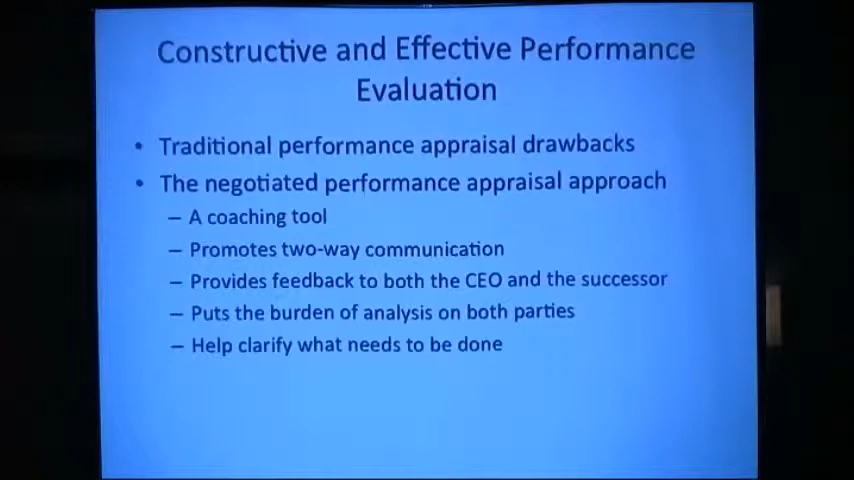 Constructive and Effective Performance
Evaluation
• Traditional performance appraisal drawbacks
• The negotiated performance appraisal approach
– A coaching tool
– Promotes two-way communication
– Provides feedback to both the CEO and the successor
– Puts the burden of analysis on both parties
– Help clarify what needs to be done